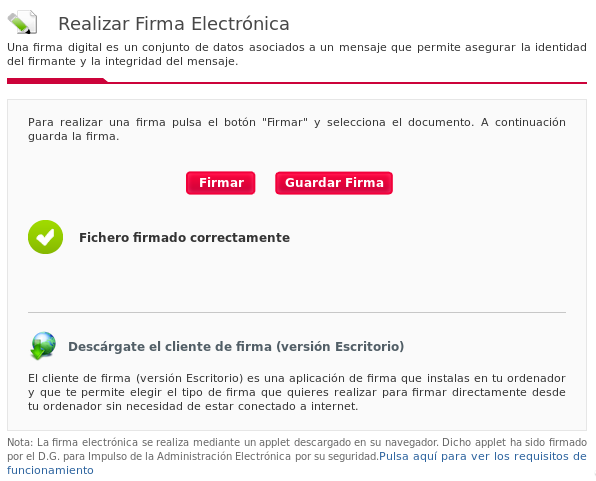 Realizar Firma Electrónica
Una firma digital es un conjunto de datos asociados a un mensaje que permite asegurar la identidad
del firmante y la integridad del mensaje.
Para realizar una firma pulsa el botón "Firmar" y selecciona el documento. A continuación
guarda la firma.
Firmar Guardar Firma
Fichero firmado correctamente
Descárgate el cliente de firma (versión Escritorio)
El cliente de firma (versión Escritorio) es una aplicación de firma que instalas en tu ordenador
y que te permite elegir el tipo de firma que quieres realizar para firmar directamente desde
tu ordenador sin necesidad de estar conectado a internet.
Nota: La firma electrónica se realiza mediante un applet descargado en su navegador. Dicho applet ha sido firmado
por el D.G. para Impulso de la Administración Electrónica por su seguridad.Pulsa aquí para ver los requisitos de
funcionamiento